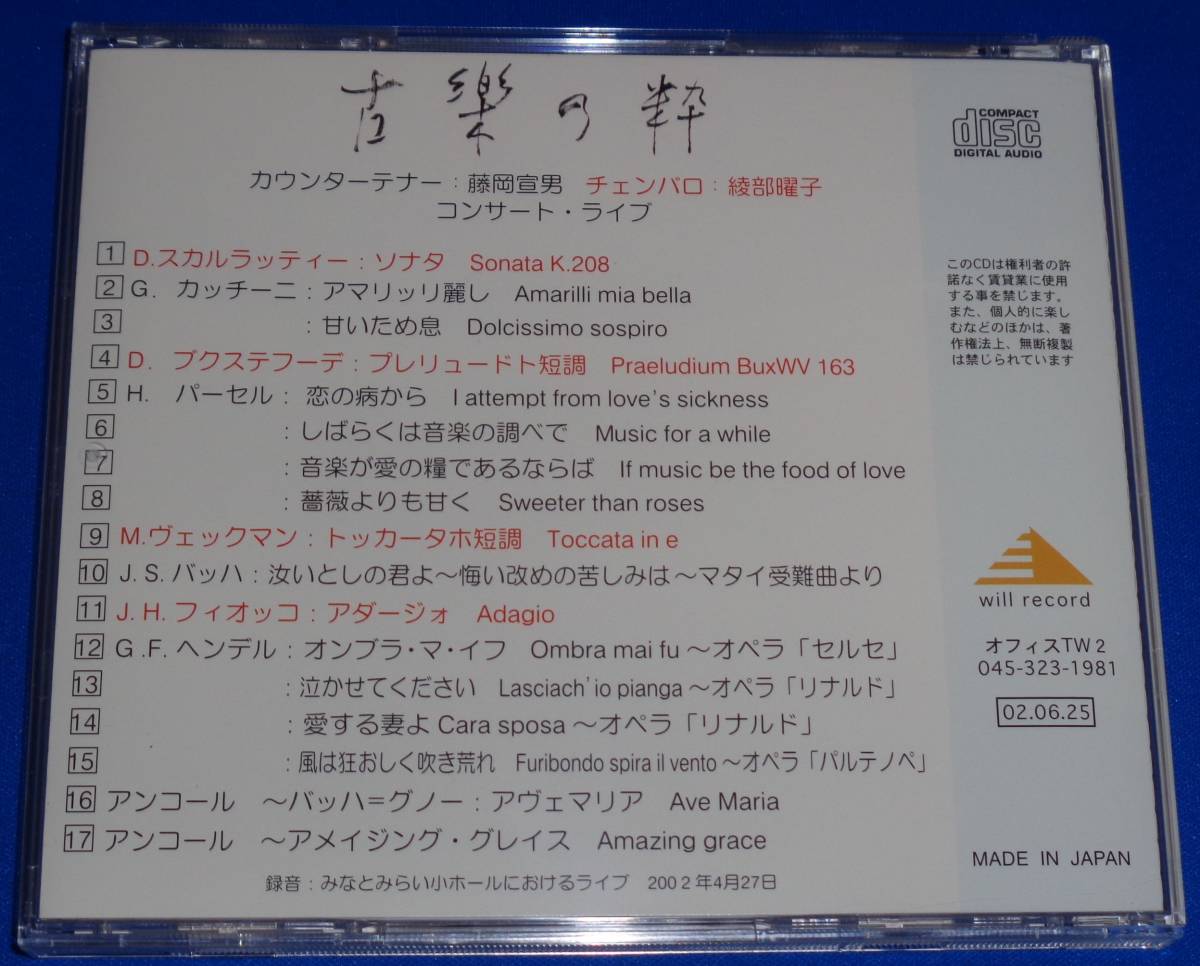 古樂の粋
COMPACT
disc
DIGITAL AUDIO
カウンターテナー：藤岡宣男　チェンバロ：綾部曜子
コンサート・ライブ
1 D.スカルラッティー：ソナタ　Sonata K.208
2 G.　カッチーニ：アマリッリ麗し　Amarilli mia bella
3 ：甘いため息　Dolcissimo sospiro
4 D.　ブクステフーデ：プレリュードト短調　Praeludium BuxWV 163
5 H.　パーセル：恋の病から　I attempt from love's sickness
6 ：しばらくは音楽の調べで　Music for a while
7 ：音楽が愛の糧であるならば　If music be the food of love
8 ：薔薇よりも甘く　Sweeter than roses
9 M.ヴェックマン：トッカータホ短調　Toccata in e
10 J.S.バッハ：汝いとしの君よ～悔い改めの苦しみは～マタイ受難曲より
11 J.H.フィオッコ：アダージォ　Adagio
12 G.F.ヘンデル：オンブラ・マ・イフ　Ombra mai fu～オペラ「セルセ」
13 ：泣かせてください　Lasciach'io pianga～オペラ「リナルド」
14 ：愛する妻よ Cara sposa～オペラ「リナルド」
15 ：風は狂おしく吹き荒れ　Furibondo spira il vento～オペラ「パルテノペ」
16 アンコール　～バッハ＝グノー：アヴェマリア　Ave Maria
17 アンコール　～アメイジング・グレイス　Amazing grace
録音：みなとみらい小ホールにおけるライブ　2002年4月27日
このCDは権利者の許
諾なく賃貸業に使用
する事を禁じます。
また、個人的に楽し
むなどのほかは、著
作権法上、無断複製
は禁じられています
will record
オフィスTW2
045-323-1981
02.06.25
MADE IN JAPAN